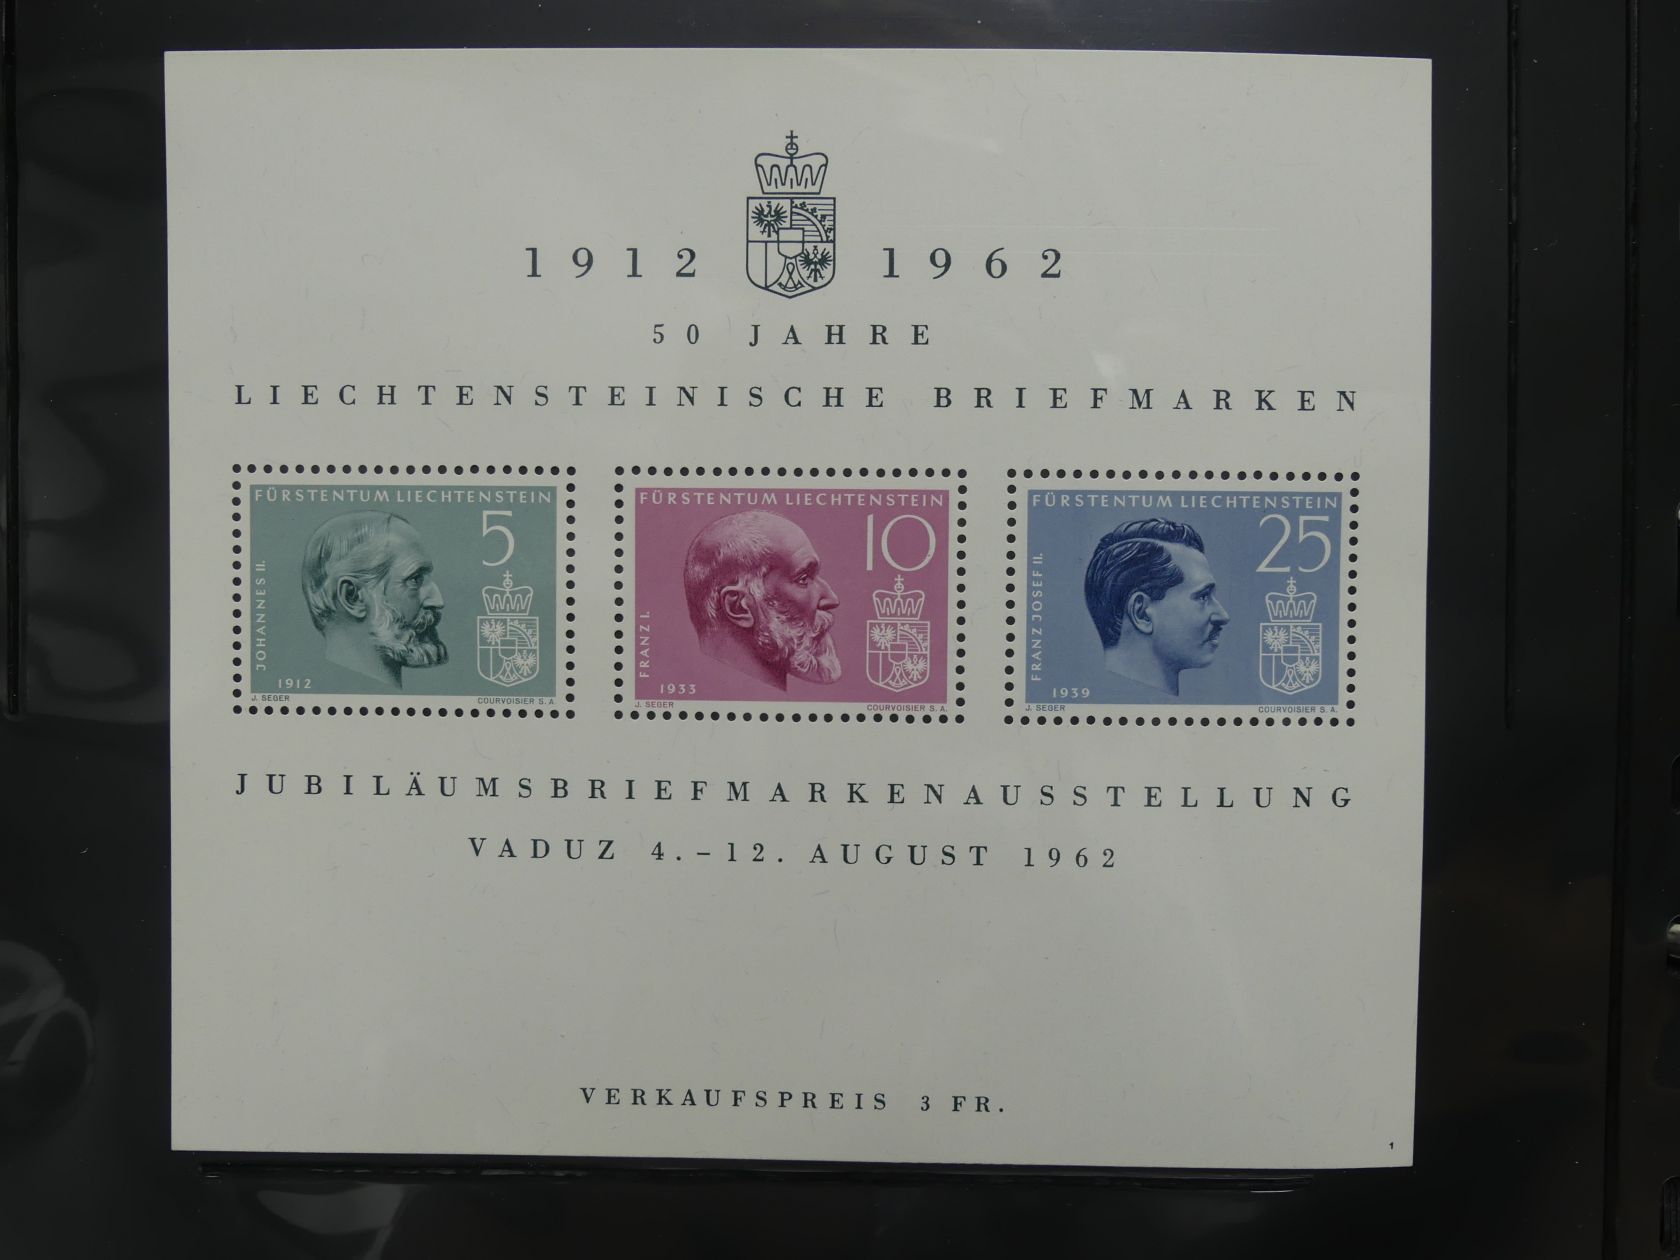 1912 1962
50 JAHRE
LIECHTENSTEINISCHE BRIEFMARKEN
FÜRSTENTUM LIECHTENSTEIN
5
JOHANNES II.
1912
J. SEGER COURVOISIER S. A.
FÜRSTENTUM LIECHTENSTEIN
10
FRANZ I.
1933
J. SEGER COURVOISIER S. A.
FÜRSTENTUM LIECHTENSTEIN
25
FRANZ JOSEF II.
1939
J. SEGER COURVOISIER S. A.
JUBILÄUMSBRIEFMARKENAUSSTELLUNG
VADUZ 4.–12. AUGUST 1962
VERKAUFSPREIS 3 FR.
1